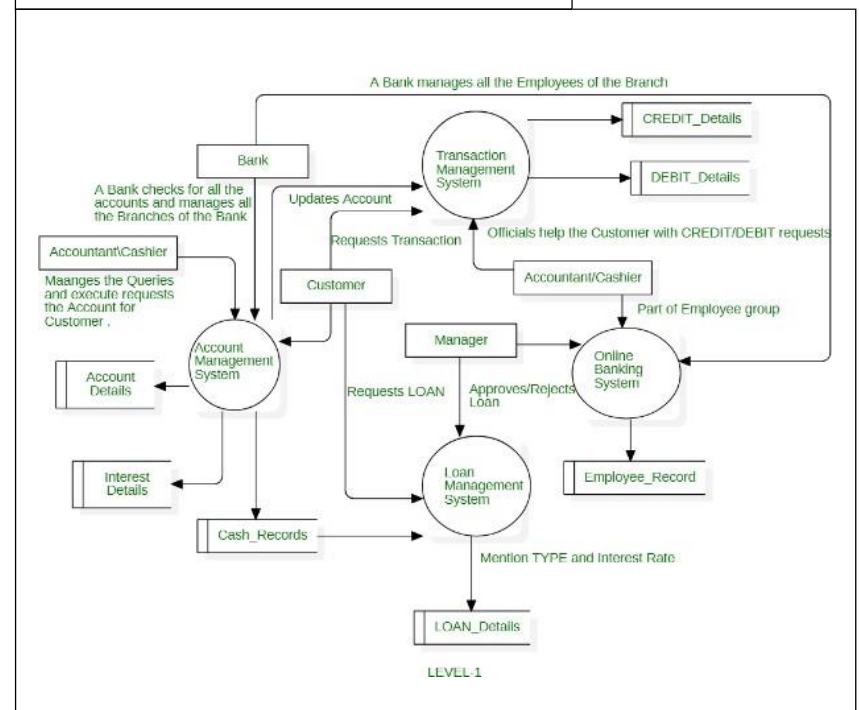 A Bank manages all the Employees of the Branch
CREDIT_Details
Transaction
Management
System
Bank
DEBIT_Details
A Bank checks for all the
accounts and manages all
the Branches of the Bank
Updates Account
Requests Transaction
Officials help the Customer with CREDIT/DEBIT requests
Accountant\Cashier
Customer
Accountant/Cashier
Maanges the Queries
and execute requests
the Account for
Customer .
Part of Employee group
Manager
Account
Management
System
Online
Banking
System
Account
Details
Requests LOAN
Approves/Rejects
Loan
Interest
Details
Loan
Management
System
Employee_Record
Cash_Records
Mention TYPE and Interest Rate
LOAN_Details
LEVEL-1